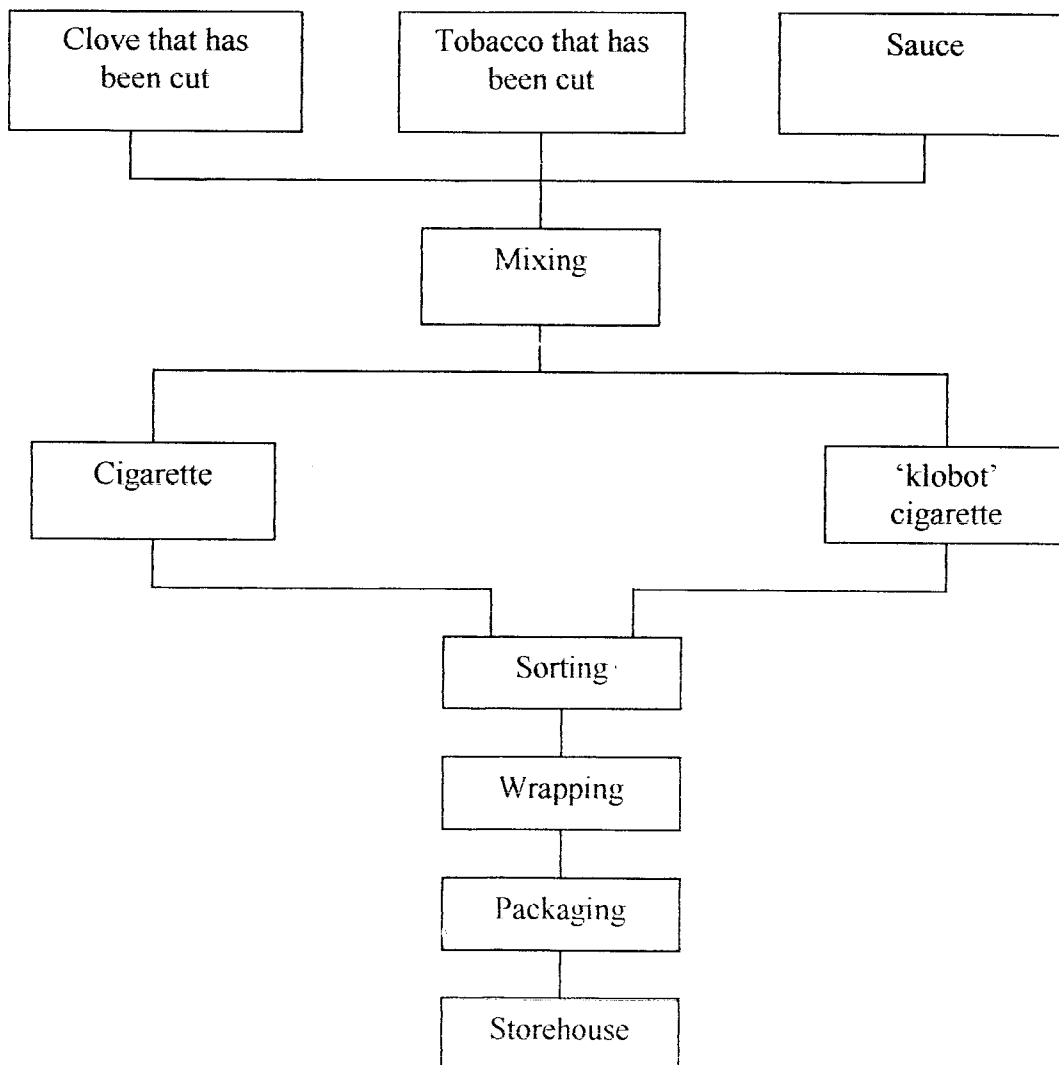 Clove that has
been cut
Tobacco that has
been cut
Sauce
Mixing
Cigarette
‘klobot’
cigarette
Sorting
Wrapping
Packaging
Storehouse